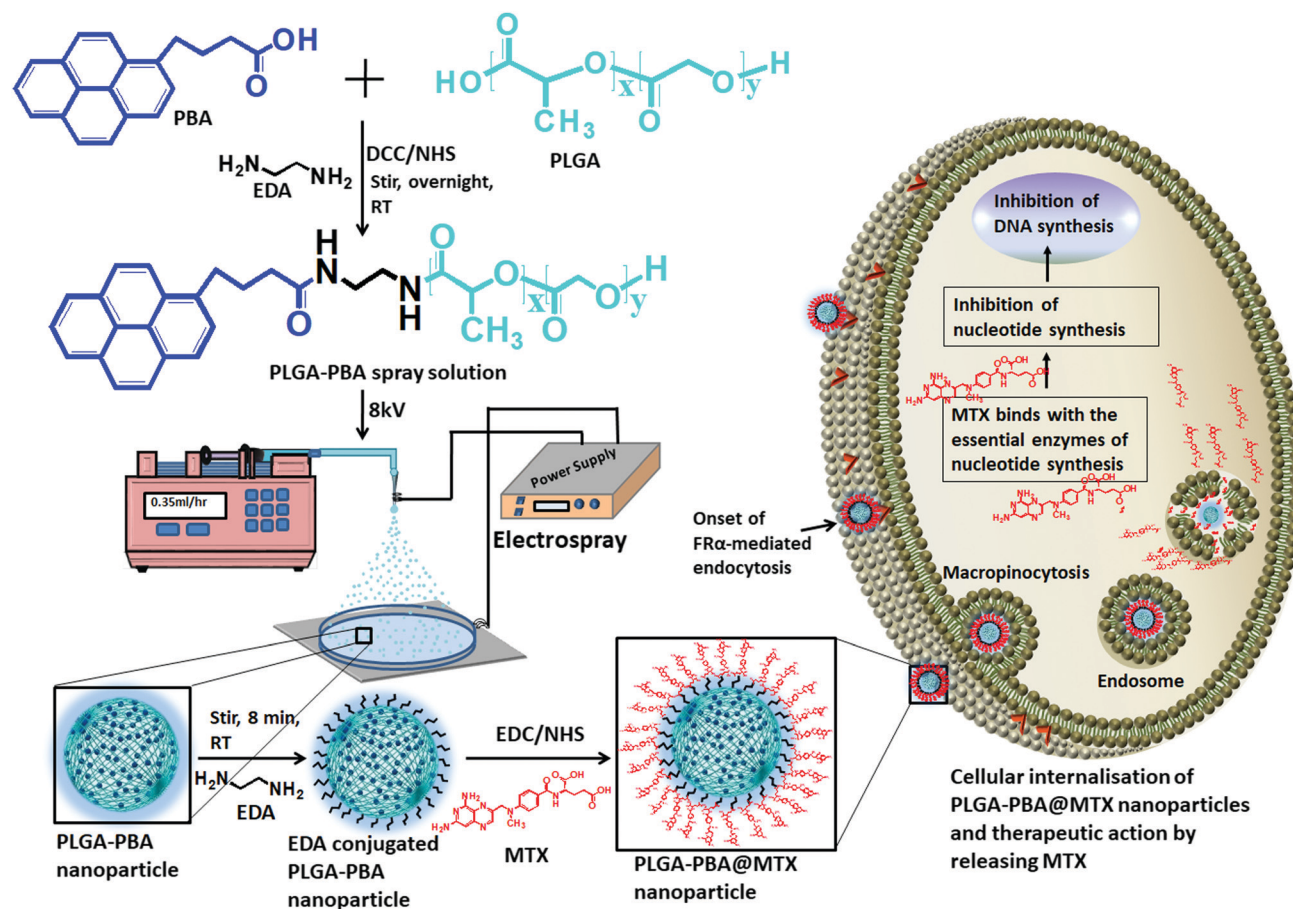 OH
O
PBA
+
O
HO
O
x
CH3
O
O
H
y
PLGA
H2N
NH2
EDA
DCC/NHS
Stir, overnight,
RT
O
H
N
N
H
O
O
x
CH3
O
O
H
y
PLGA-PBA spray solution
8kV
0.35ml/hr
Power Supply
Electrospray
PLGA-PBA
nanoparticle
Stir, 8 min,
RT
H2N
NH2
EDA
EDA conjugated
PLGA-PBA
nanoparticle
EDC/NHS
MTX
PLGA-PBA@MTX
nanoparticle
Inhibition of
DNA synthesis
Inhibition of
nucleotide synthesis
MTX binds with the
essential enzymes of
nucleotide synthesis
Onset of
FRα-mediated
endocytosis
Macropinocytosis
Endosome
Cellular internalisation of
PLGA-PBA@MTX nanoparticles
and therapeutic action by
releasing MTX